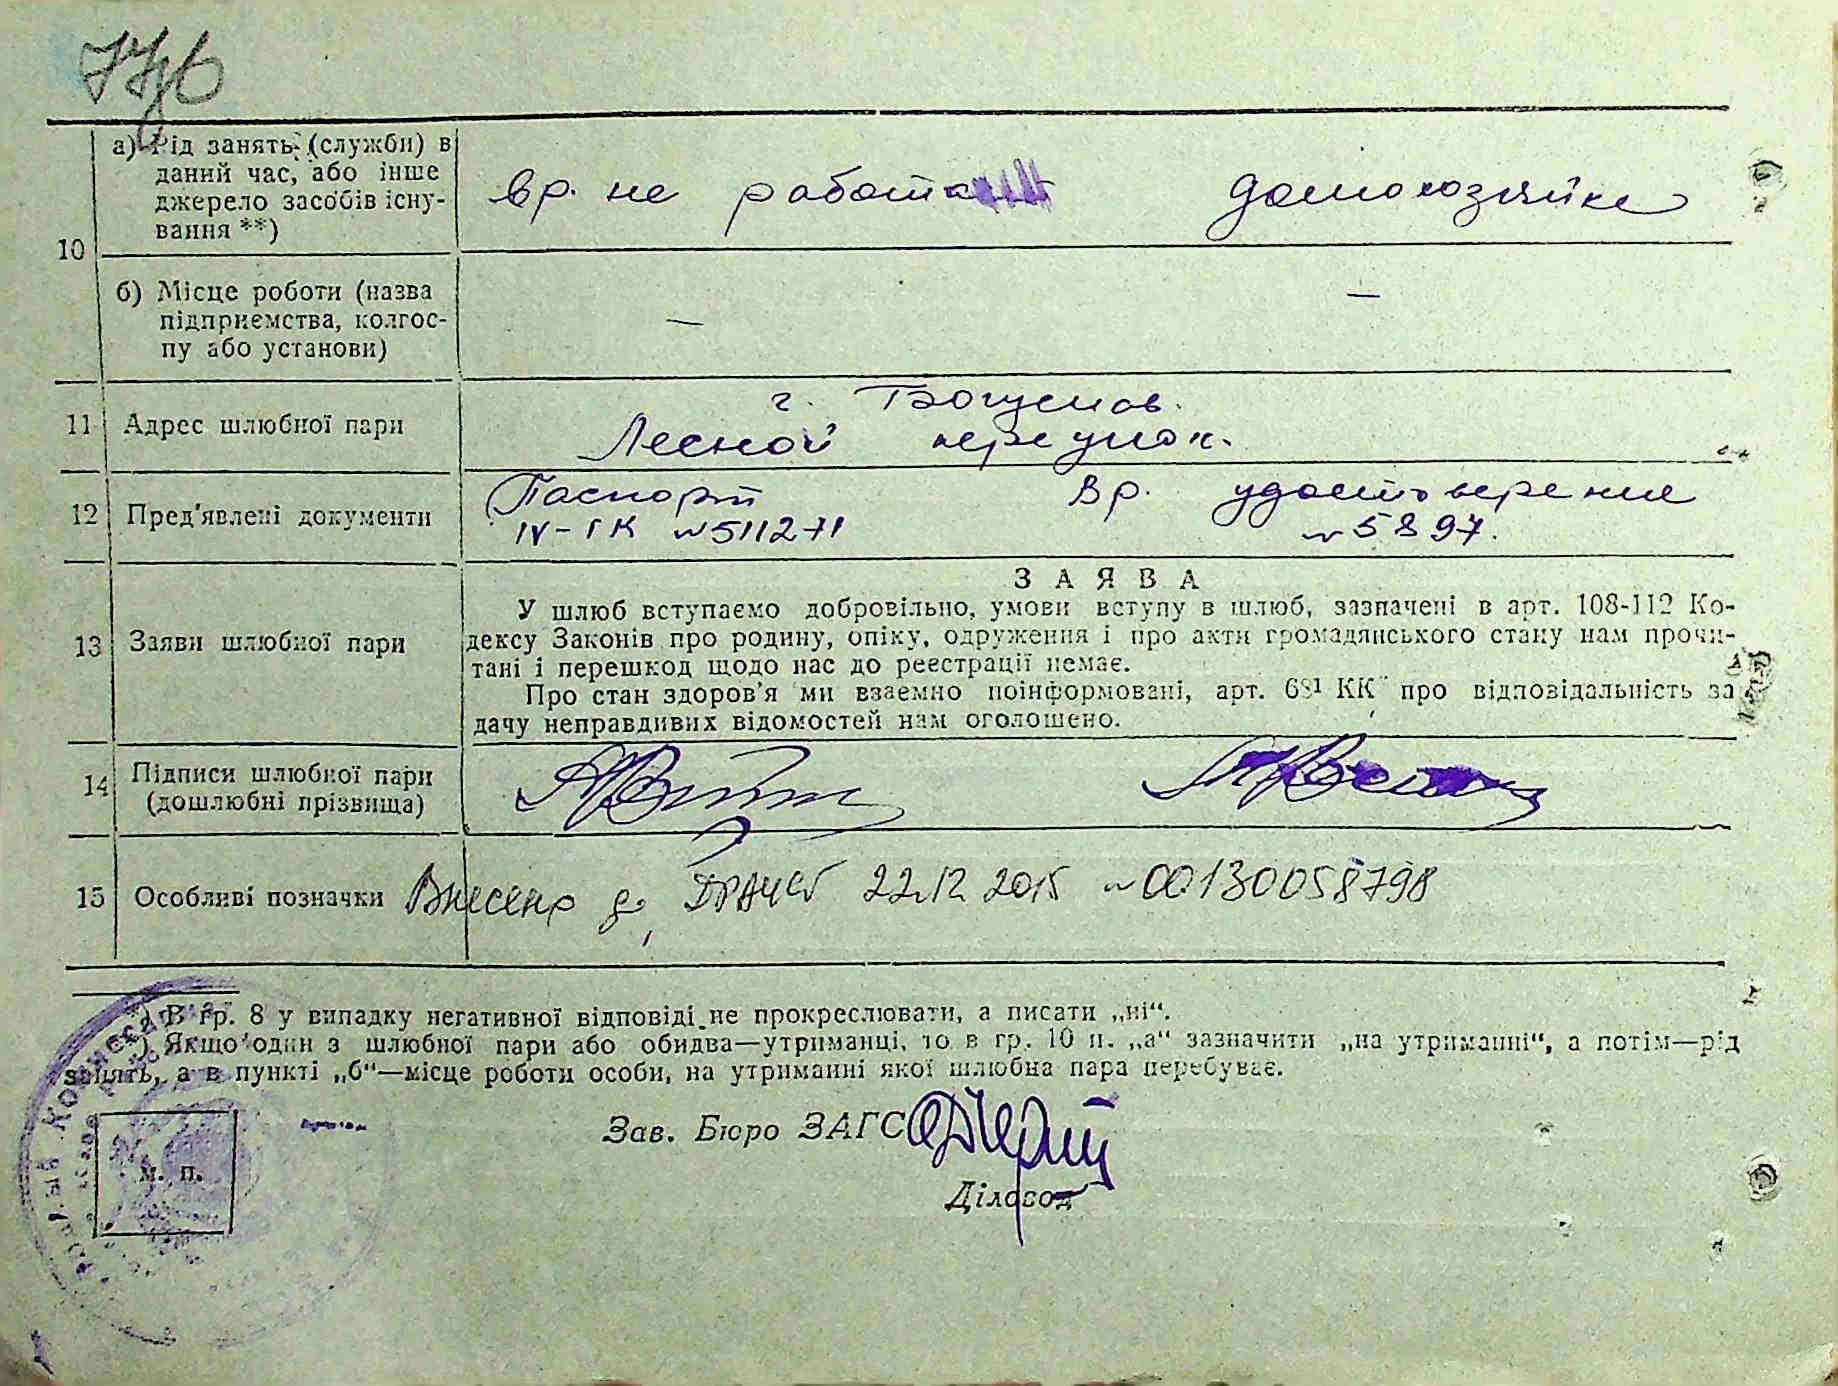 а) Рід занять (служби) в
даний час, або інше
джерело засобів існу-
вання **)
10
вр. не работа
домохозяйка
б) Місце роботи (назва
підприємства, колгос-
пу або установи)
—
—
11
Адрес шлюбної пари
г. Богуслав.
Лесной переулок.
12
Пред'явлені документи
Паспорт
IV-ГК №511271
вр. удостоверение
№5897.
13
Заяви шлюбної пари
ЗАЯВА
У шлюб вступаємо добровільно, умови вступу в шлюб, зазначені в арт. 108-112 Ко-
дексу Законів про родину, опіку, одруження і про акти громадянського стану нам прочи-
тані і перешкод щодо нас до реєстрації немає.
Про стан здоров'я ми взаємно поінформовані, арт. 68¹ КК про відповідальність за
дачу неправдивих відомостей нам оголошено.
14
Підписи шлюбної пари
(дошлюбні прізвища)
15
Особливі позначки
Внесено до ДРАЦСГ 22.12 2015 №00130058798
*) В гр. 8 у випадку негативної відповіді не прокреслювати, а писати „ні“.
) Якщо один з шлюбної пари або обидва—утриманці, то в гр. 10 п. „а“ зазначити „на утриманні“, а потім—рід
занять, а в пункті „б“—місце роботи особи, на утриманні якої шлюбна пара перебуває.
Зав. Бюро ЗАГС
М. П.
Діловод